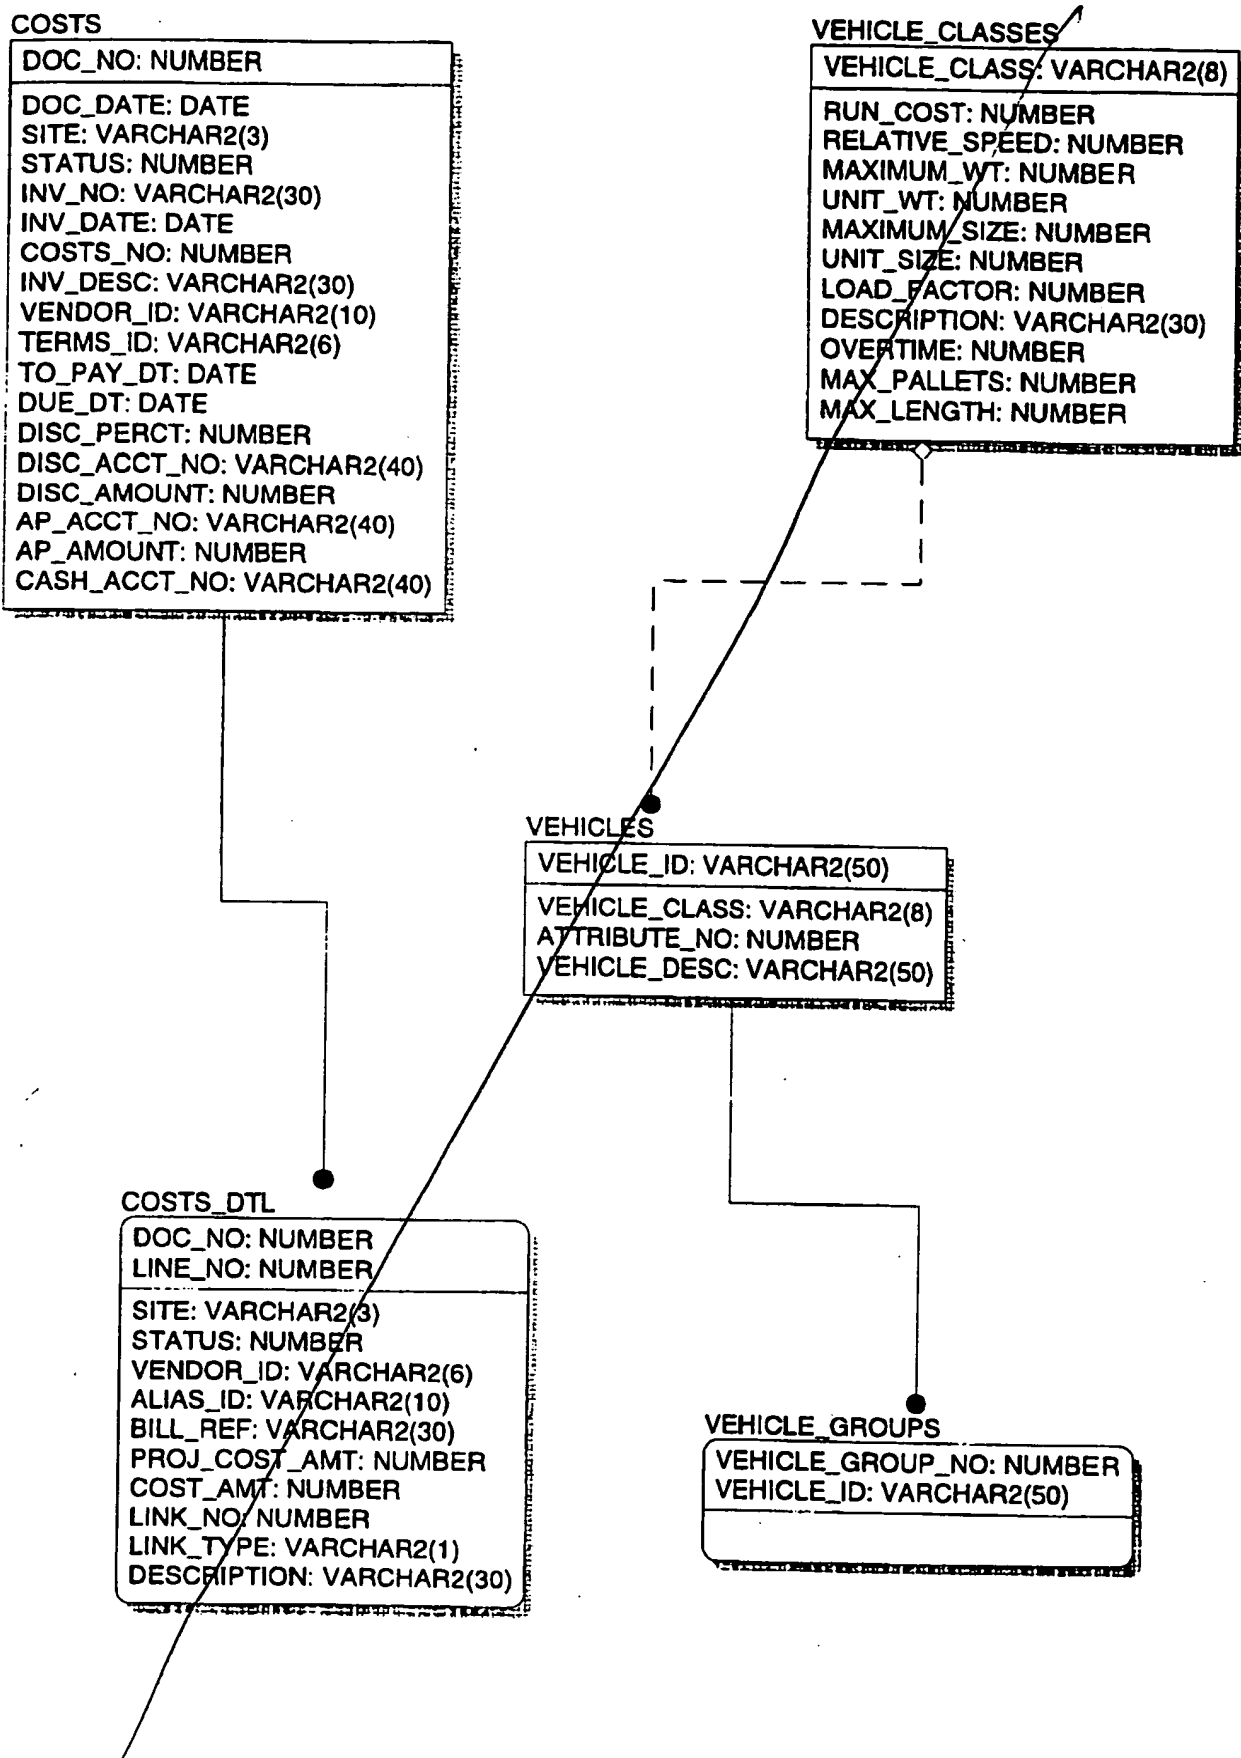 COSTS
DOC_NO: NUMBER
DOC_DATE: DATE
SITE: VARCHAR2(3)
STATUS: NUMBER
INV_NO: VARCHAR2(30)
INV_DATE: DATE
COSTS_NO: NUMBER
INV_DESC: VARCHAR2(30)
VENDOR_ID: VARCHAR2(10)
TERMS_ID: VARCHAR2(6)
TO_PAY_DT: DATE
DUE_DT: DATE
DISC_PERCT: NUMBER
DISC_ACCT_NO: VARCHAR2(40)
DISC_AMOUNT: NUMBER
AP_ACCT_NO: VARCHAR2(40)
AP_AMOUNT: NUMBER
CASH_ACCT_NO: VARCHAR2(40)
VEHICLE_CLASSES
VEHICLE_CLASS: VARCHAR2(8)
RUN_COST: NUMBER
RELATIVE_SPEED: NUMBER
MAXIMUM_WT: NUMBER
UNIT_WT: NUMBER
MAXIMUM_SIZE: NUMBER
UNIT_SIZE: NUMBER
LOAD_FACTOR: NUMBER
DESCRIPTION: VARCHAR2(30)
OVERTIME: NUMBER
MAX_PALLETS: NUMBER
MAX_LENGTH: NUMBER
VEHICLES
VEHICLE_ID: VARCHAR2(50)
VEHICLE_CLASS: VARCHAR2(8)
ATTRIBUTE_NO: NUMBER
VEHICLE_DESC: VARCHAR2(50)
COSTS_DTL
DOC_NO: NUMBER
LINE_NO: NUMBER
SITE: VARCHAR2(3)
STATUS: NUMBER
VENDOR_ID: VARCHAR2(6)
ALIAS_ID: VARCHAR2(10)
BILL_REF: VARCHAR2(30)
PROJ_COST_AMT: NUMBER
COST_AMT: NUMBER
LINK_NO: NUMBER
LINK_TYPE: VARCHAR2(1)
DESCRIPTION: VARCHAR2(30)
VEHICLE_GROUPS
VEHICLE_GROUP_NO: NUMBER
VEHICLE_ID: VARCHAR2(50)